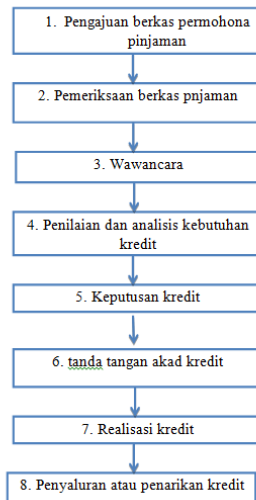 1. Pengajuan berkas permohona
pinjaman
2. Pemeriksaan berkas pnjaman
3. Wawancara
4. Penilaian dan analisis kebutuhan
kredit
5. Keputusan kredit
6. tanda tangan akad kredit
7. Realisasi kredit
8. Penyaluran atau penarikan kredit